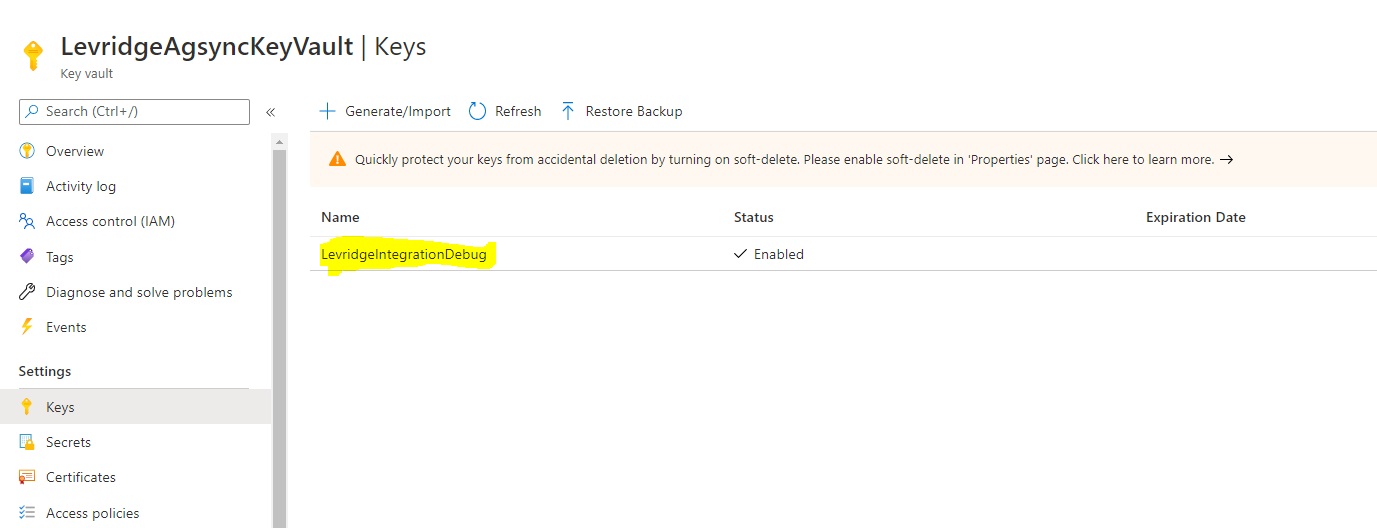 LevridgeAgsyncKeyVault | Keys
Key vault
Search (Ctrl+/)
«
Overview
Activity log
Access control (IAM)
Tags
Diagnose and solve problems
Events
Settings
Keys
Secrets
Certificates
Access policies
Generate/Import Refresh Restore Backup
Quickly protect your keys from accidental deletion by turning on soft-delete. Please enable soft-delete in 'Properties' page. Click here to learn more. →
Name Status Expiration Date
LevridgeIntegrationDebug ✓ Enabled